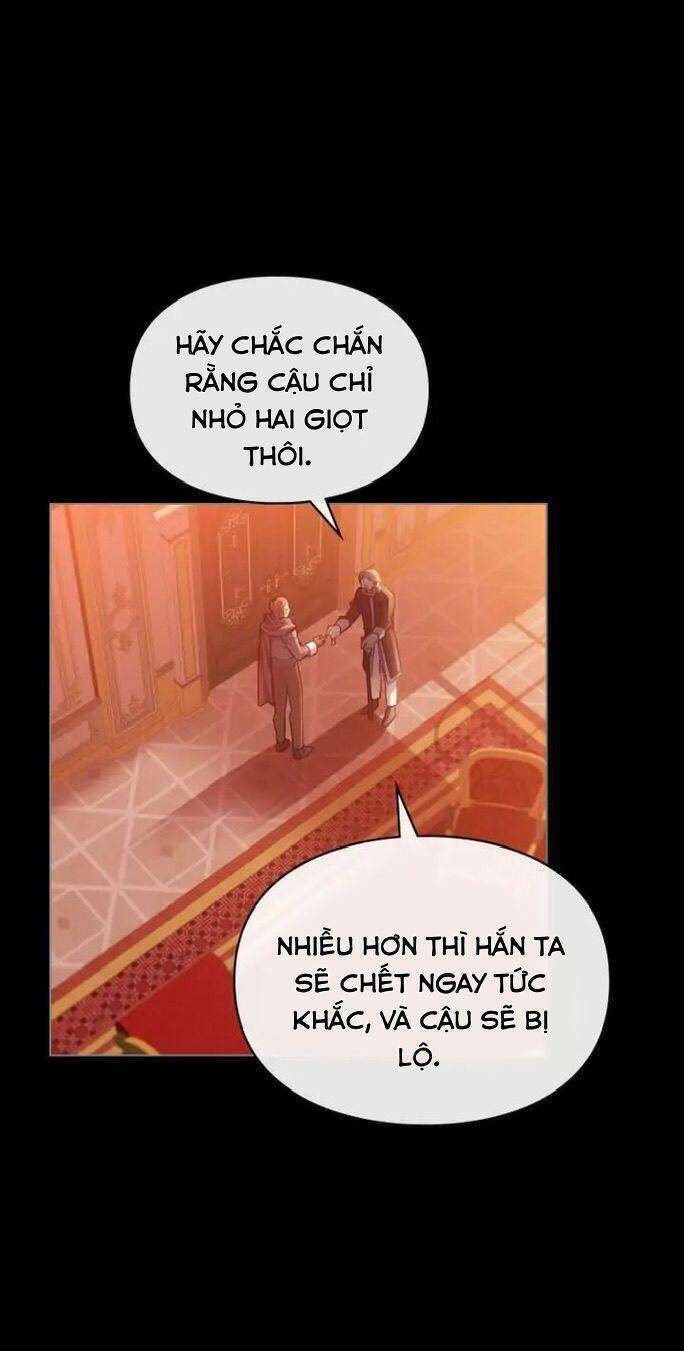 HÃY CHẮC CHẮN
RẰNG CẬU CHỈ
NHỎ HAI GIỌT
THÔI.
NHIỀU HƠN THÌ HẮN TA
SẼ CHẾT NGAY TỨC
KHẮC, VÀ CẬU SẼ BỊ
LỘ.